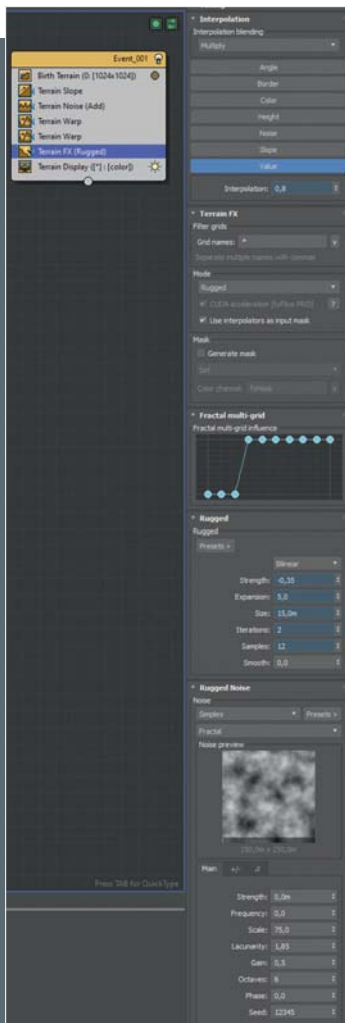 Event_001
Birth Terrain (0: [1024x1024])
Terrain Slope
Terrain Noise (Add)
Terrain Warp
Terrain Warp
Terrain FX (Rugged)
Terrain Display ([*] : [color])
Press TAB for QuickType
Interpolation
Interpolation blending
Multiply
Angle
Border
Color
Height
Noise
Slope
Value
Interpolation: 0,8
Terrain FX
Filter grids
Grid names: *
Separate multiple names with commas
Mode
Rugged
CUDA acceleration [tyFlow PRO] ?
Use interpolators as input mask
Mask
Generate mask
Set
Color channel: fxMask
Fractal multi-grid
Fractal multi-grid influence
Rugged
Rugged
Presets >
Bilinear
Strength: -0,35
Expansion: 5,0
Size: 15,0m
Iterations: 2
Samples: 12
Smooth: 0,0
Rugged Noise
Noise
Simplex Presets >
Fractal
Noise preview
250,0m x 250,0m
Main +/-
Strength: 0,0m
Frequency: 0,0
Scale: 75,0
Lacunarity: 1,85
Gain: 0,5
Octaves: 6
Phase: 0,0
Seed: 12345